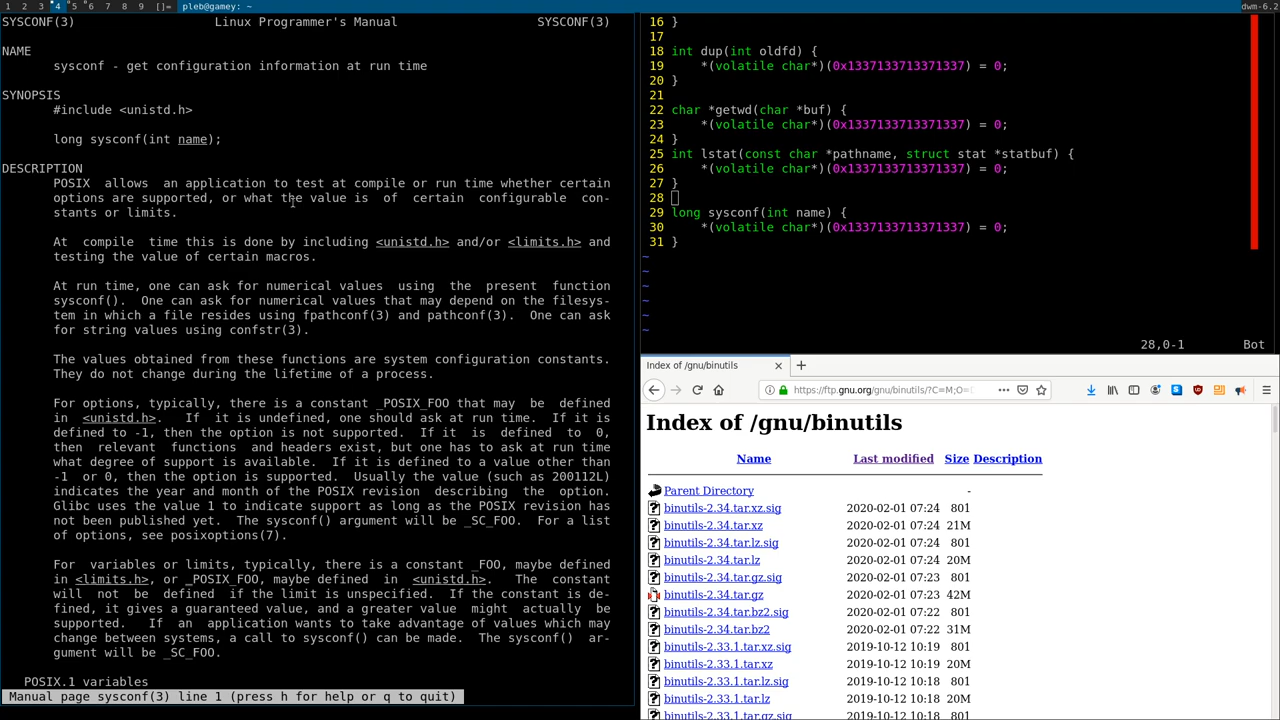 1 2 3 4 5 6 7 8 9 []= pleb@gamey: dwm-6.2
SYSCONF(3) Linux Programmer's Manual SYSCONF(3)
NAME
sysconf - get configuration information at run time
SYNOPSIS
#include <unistd.h>
long sysconf(int name);
DESCRIPTION
POSIX allows an application to test at compile or run time whether certain
options are supported, or what the value is of certain configurable con-
stants or limits.
At compile time this is done by including <unistd.h> and/or <limits.h> and
testing the value of certain macros.
At run time, one can ask for numerical values using the present function
sysconf(). One can ask for numerical values that may depend on the filesys-
tem in which a file resides using fpathconf(3) and pathconf(3). One can ask
for string values using confstr(3).
The values obtained from these functions are system configuration constants.
They do not change during the lifetime of a process.
For options, typically, there is a constant _POSIX_FOO that may be defined
in <unistd.h>. If it is undefined, one should ask at run time. If it is
defined to -1, then the option is not supported. If it is defined to 0,
then relevant functions and headers exist, but one has to ask at run time
what degree of support is available. If it is defined to a value other than
-1 or 0, then the option is supported. Usually the value (such as 200112L)
indicates the year and month of the POSIX revision describing the option.
Glibc uses the value 1 to indicate support as long as the POSIX revision has
not been published yet. The sysconf() argument will be _SC_FOO. For a list
of options, see posixoptions(7).
For variables or limits, typically, there is a constant _FOO, maybe defined
in <limits.h>, or _POSIX_FOO, maybe defined in <unistd.h>. The constant
will not be defined if the limit is unspecified. If the constant is de-
fined, it gives a guaranteed value, and a greater value might actually be
supported. If an application wants to take advantage of values which may
change between systems, a call to sysconf() can be made. The sysconf() ar-
gument will be _SC_FOO.
POSIX.1 variables
Manual page sysconf(3) line 1 (press h for help or q to quit)
16 }
17
18 int dup(int oldfd) {
19 *(volatile char*)(0x1337133713371337) = 0;
20 }
21
22 char *getwd(char *buf) {
23 *(volatile char*)(0x1337133713371337) = 0;
24 }
25 int lstat(const char *pathname, struct stat *statbuf) {
26 *(volatile char*)(0x1337133713371337) = 0;
27 }
28
29 long sysconf(int name) {
30 *(volatile char*)(0x1337133713371337) = 0;
31 }
~
~
~
~
~
~
28,0-1 Bot
Index of /gnu/binutils
https://ftp.gnu.org/gnu/binutils/?C=M;O=
Index of /gnu/binutils
Name Last modified Size Description
Parent Directory -
binutils-2.34.tar.xz.sig 2020-02-01 07:24 801
binutils-2.34.tar.xz 2020-02-01 07:24 21M
binutils-2.34.tar.lz.sig 2020-02-01 07:24 801
binutils-2.34.tar.lz 2020-02-01 07:24 20M
binutils-2.34.tar.gz.sig 2020-02-01 07:23 801
binutils-2.34.tar.gz 2020-02-01 07:23 42M
binutils-2.34.tar.bz2.sig 2020-02-01 07:22 801
binutils-2.34.tar.bz2 2020-02-01 07:22 31M
binutils-2.33.1.tar.xz.sig 2019-10-12 10:19 801
binutils-2.33.1.tar.xz 2019-10-12 10:19 20M
binutils-2.33.1.tar.lz.sig 2019-10-12 10:18 801
binutils-2.33.1.tar.lz 2019-10-12 10:18 20M
binutils-2.33.1.tar.gz.sig 2019-10-12 10:18 801